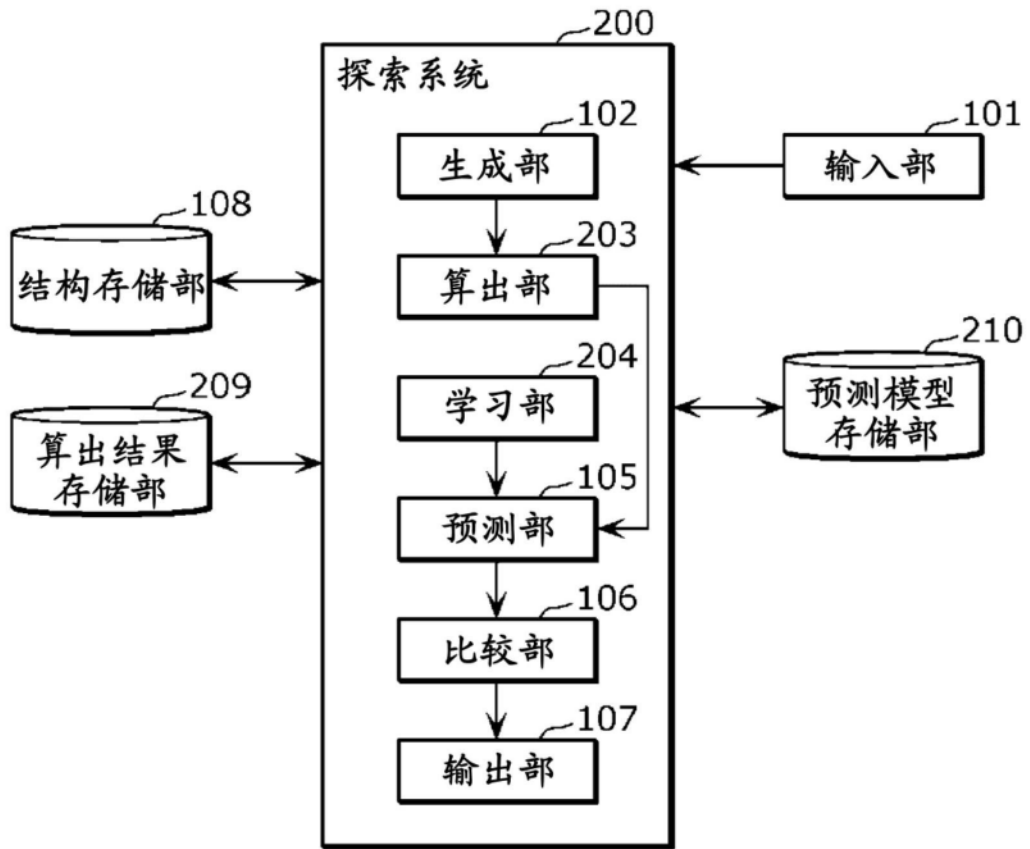 200
探索系统
102
生成部
101
输入部
108
结构存储部
203
算出部
204
学习部
210
预测模型
存储部
209
算出结果
存储部
105
预测部
106
比较部
107
输出部